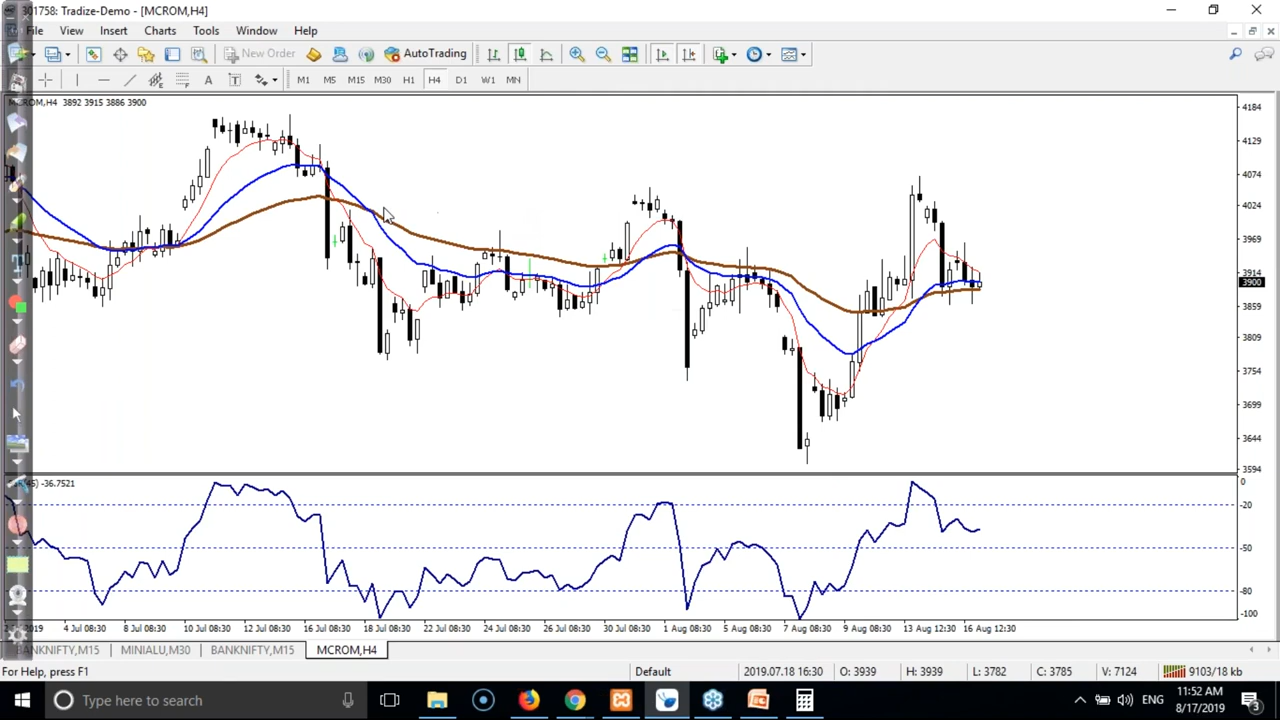 301758: Tradize-Demo - [MCROM,H4]
File View Insert Charts Tools Window Help
New Order AutoTrading
A T M1 M5 M15 M30 H1 H4 D1 W1 MN
MCROM,H4 3892 3915 3886 3900
4184
4129
4074
4024
3969
3914
3900
3859
3809
3754
3699
3644
3594
-36.7521
0
-20
-50
-80
-100
2019 4 Jul 08:30 8 Jul 08:30 10 Jul 08:30 12 Jul 08:30 16 Jul 08:30 18 Jul 08:30 22 Jul 08:30 24 Jul 08:30 26 Jul 08:30 30 Jul 08:30 1 Aug 08:30 5 Aug 08:30 7 Aug 08:30 9 Aug 08:30 13 Aug 12:30 16 Aug 12:30
BANKNIFTY,M15 MINIALU,M30 BANKNIFTY,M15 MCROM,H4
For Help, press F1 Default 2019.07.18 16:30 O: 3939 H: 3939 L: 3782 C: 3785 V: 7124 9103/18 kb
Type here to search ENG 11:52 AM
8/17/2019 3